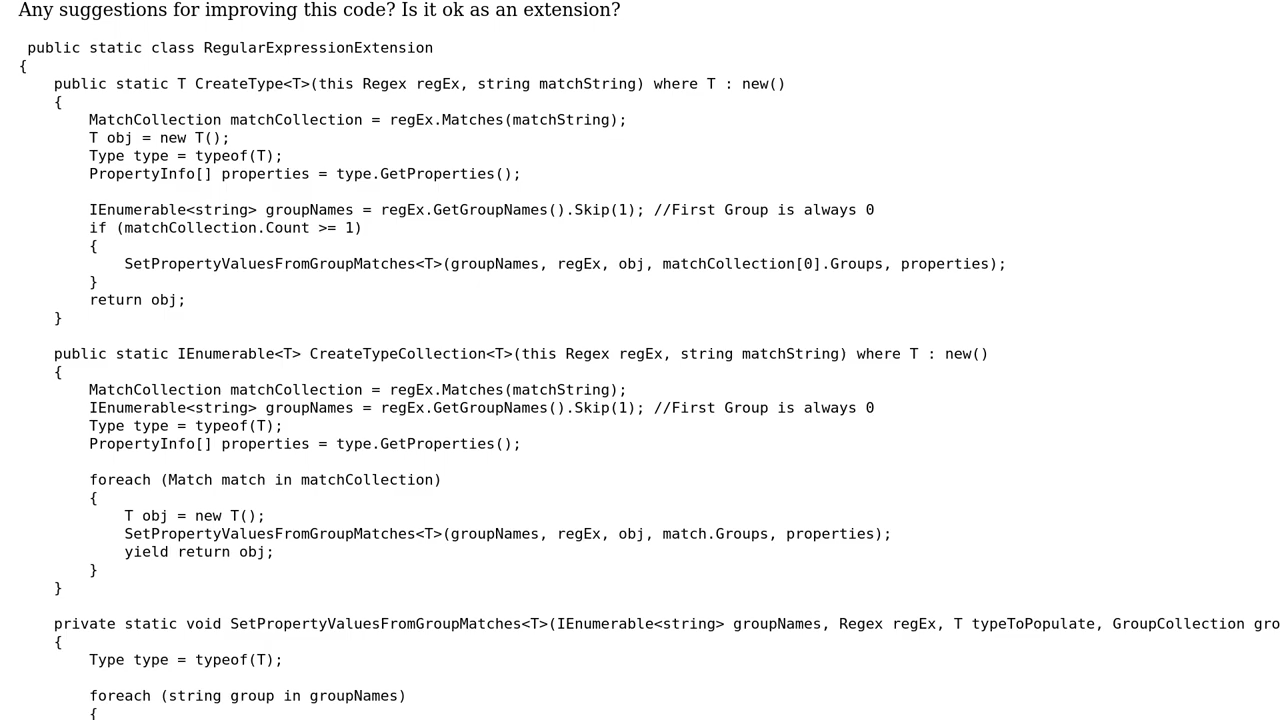 Any suggestions for improving this code? Is it ok as an extension?
public static class RegularExpressionExtension
{
    public static T CreateType<T>(this Regex regEx, string matchString) where T : new()
    {
        MatchCollection matchCollection = regEx.Matches(matchString);
        T obj = new T();
        Type type = typeof(T);
        PropertyInfo[] properties = type.GetProperties();

        IEnumerable<string> groupNames = regEx.GetGroupNames().Skip(1); //First Group is always 0
        if (matchCollection.Count >= 1)
        {
            SetPropertyValuesFromGroupMatches<T>(groupNames, regEx, obj, matchCollection[0].Groups, properties);
        }
        return obj;
    }

    public static IEnumerable<T> CreateTypeCollection<T>(this Regex regEx, string matchString) where T : new()
    {
        MatchCollection matchCollection = regEx.Matches(matchString);
        IEnumerable<string> groupNames = regEx.GetGroupNames().Skip(1); //First Group is always 0
        Type type = typeof(T);
        PropertyInfo[] properties = type.GetProperties();

        foreach (Match match in matchCollection)
        {
            T obj = new T();
            SetPropertyValuesFromGroupMatches<T>(groupNames, regEx, obj, match.Groups, properties);
            yield return obj;
        }
    }

    private static void SetPropertyValuesFromGroupMatches<T>(IEnumerable<string> groupNames, Regex regEx, T typeToPopulate, GroupCollection gro
    {
        Type type = typeof(T);

        foreach (string group in groupNames)
        {